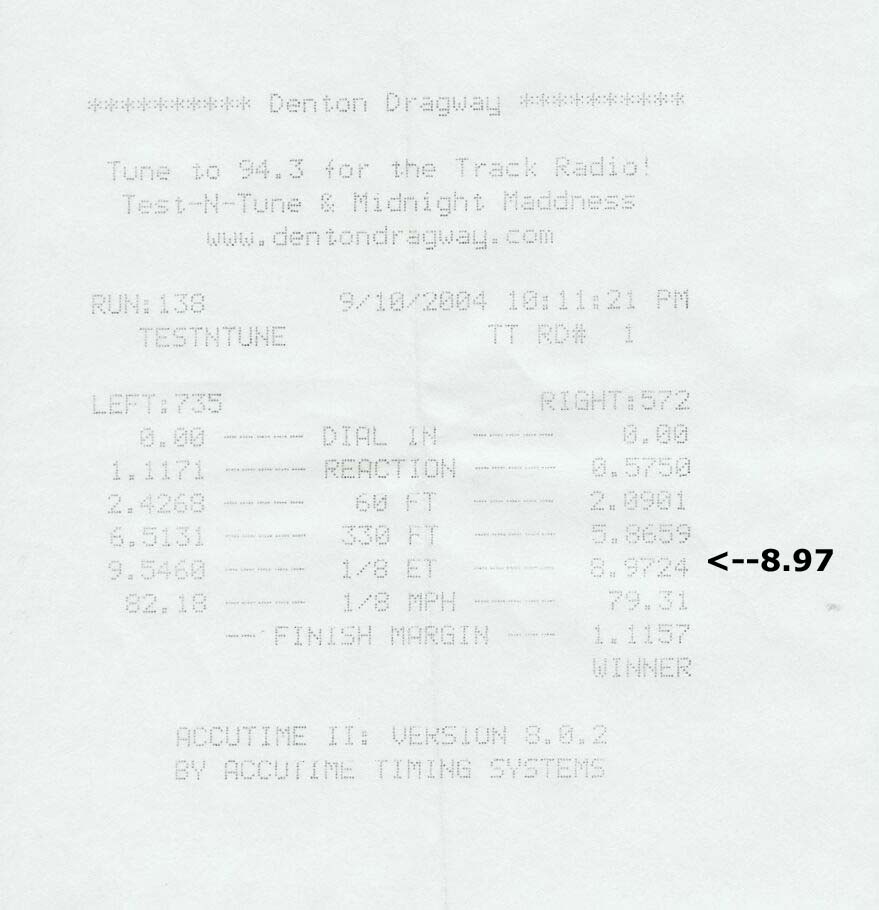 ********** Denton Dragway **********
Tune to 94.3 for the Track Radio!
Test-N-Tune & Midnight Maddness
www.dentondragway.com
RUN:138 9/10/2004 10:11:21 PM
TESTNTUNE TT RD# 1
LEFT:735 RIGHT:572
0.00 ----- DIAL IN ----- 0.00
1.1171 ----- REACTION ----- 0.5750
2.4268 ----- 60 FT ----- 2.0901
6.5131 ----- 330 FT ----- 5.8659
9.5460 ----- 1/8 ET ----- 8.9724 <--8.97
82.18 ----- 1/8 MPH ----- 79.31
-- FINISH MARGIN --- 1.1157
WINNER
ACCUTIME II: VERSION 8.0.2
BY ACCUTIME TIMING SYSTEMS